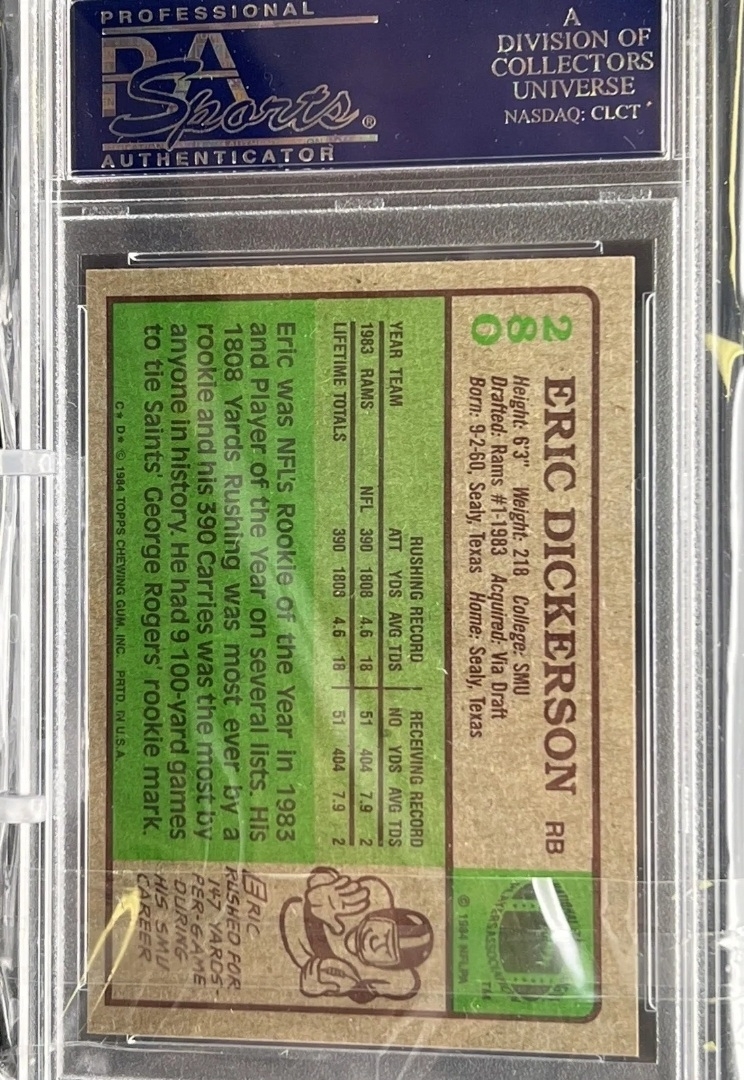 PROFESSIONAL
PSA
Sports®
AUTHENTICATOR
A
DIVISION OF
COLLECTORS
UNIVERSE
NASDAQ: CLCT
280
ERIC DICKERSON RB
Height: 6'3" Weight: 218 College: SMU
Drafted: Rams #1-1983 Acquired: Via Draft
Born: 9-2-60, Sealy, Texas Home: Sealy, Texas
© 1984 NFLPA
RUSHING RECORD RECEIVING RECORD
YEAR TEAM ATT YDS AVG TDS NO. YDS AVG TDS
1983 RAMS NFL 390 1808 4.6 18 51 404 7.9 2
LIFETIME TOTALS 390 1808 4.6 18 51 404 7.9 2
Eric was NFL's Rookie of the Year in 1983
and Player of the Year on several lists. His
1808 Yards Rushing was most ever by a
rookie and his 390 Carries was the most by
anyone in history. He had 9 100-yard games
to tie Saints' George Rogers' rookie mark.
ERIC
RUSHED FOR
147 YARDS-
PER-GAME
DURING
HIS SMU
CAREER
C* D* © 1984 TOPPS CHEWING GUM, INC. PRTD. IN U.S.A.